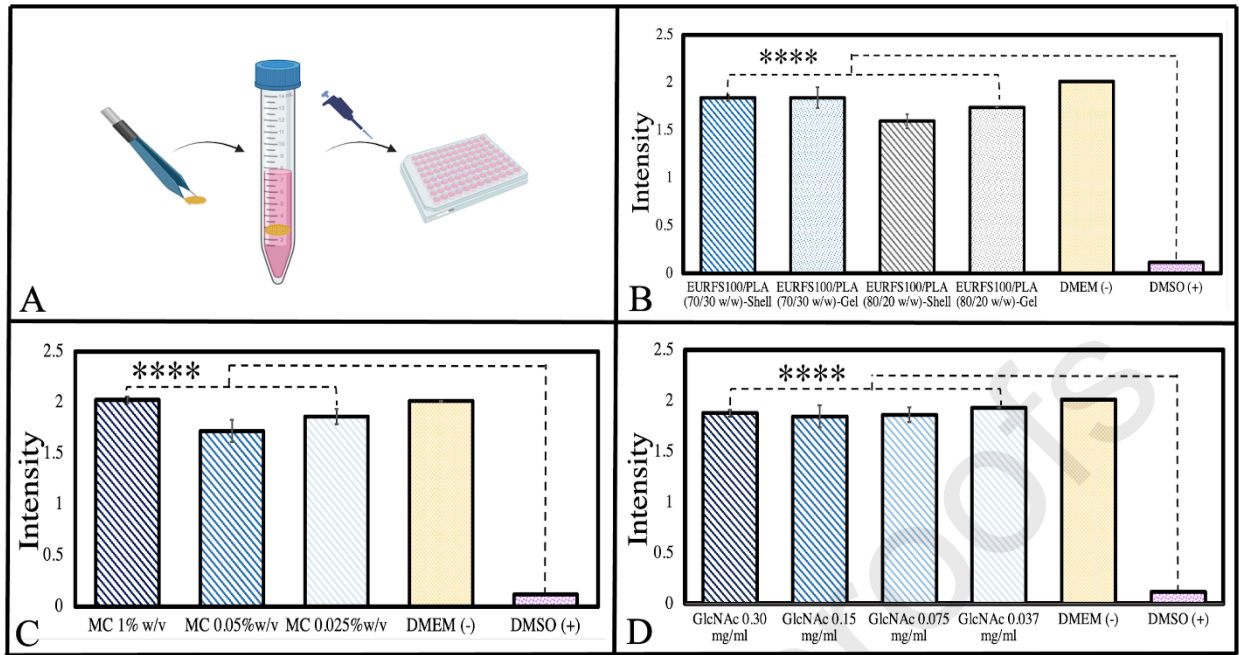 A
B
Intensity
2.5
2
1.5
1
0.5
0
****
EURFS100/PLA (70/30 w/w)-Shell
EURFS100/PLA (70/30 w/w)-Gel
EURFS100/PLA (80/20 w/w)-Shell
EURFS100/PLA (80/20 w/w)-Gel
DMEM (-)
DMSO (+)
C
Intensity
2.5
2
1.5
1
0.5
0
****
MC 1% w/v
MC 0.05%w/v
MC 0.025%w/v
DMEM (-)
DMSO (+)
D
Intensity
2.5
2
1.5
1
0.5
0
****
GlcNAc 0.30 mg/ml
GlcNAc 0.15 mg/ml
GlcNAc 0.075 mg/ml
GlcNAc 0.037 mg/ml
DMEM (-)
DMSO (+)
roofs